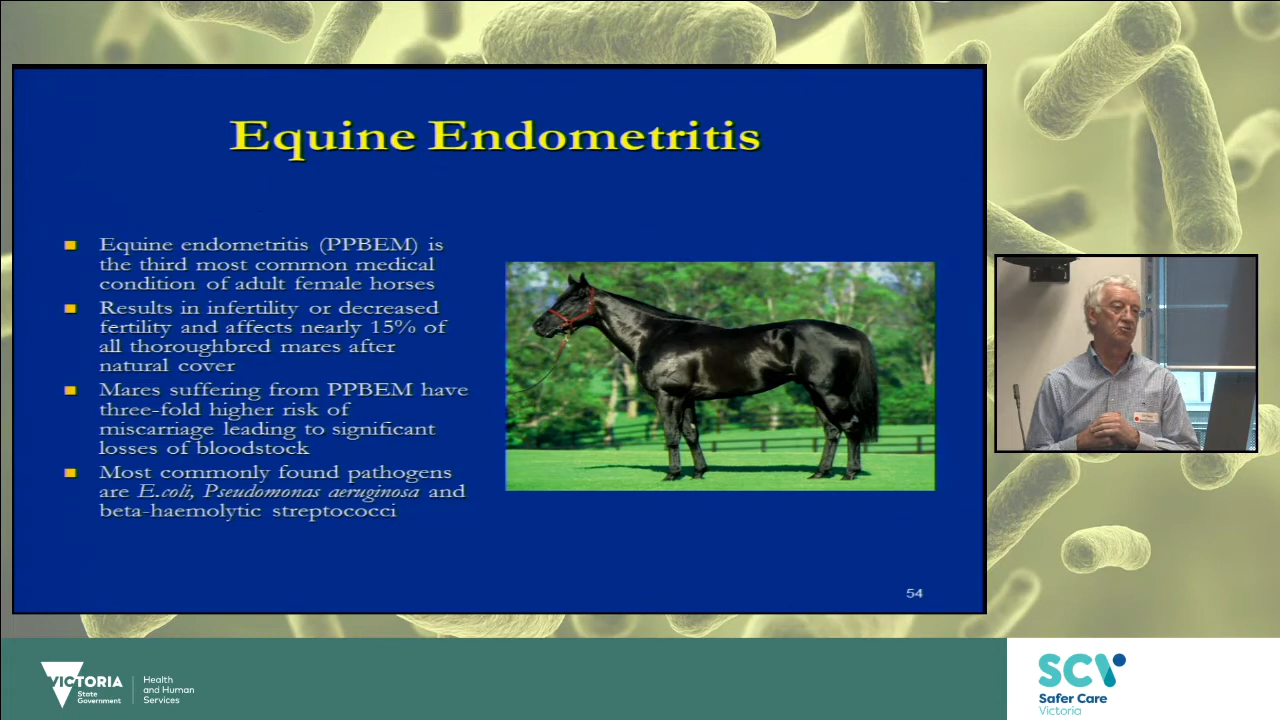 Equine Endometritis
Equine endometritis (PPBEM) is
the third most common medical
condition of adult female horses
Results in infertility or decreased
fertility and affects nearly 15% of
all thoroughbred mares after
natural cover
Mares suffering from PPBEM have
three-fold higher risk of
miscarriage leading to significant
losses of bloodstock
Most commonly found pathogens
are E.coli, Pseudomonas aeruginosa and
beta-haemolytic streptococci
54
VICTORIA
State
Government
Health
and Human
Services
SCV
Safer Care
Victoria